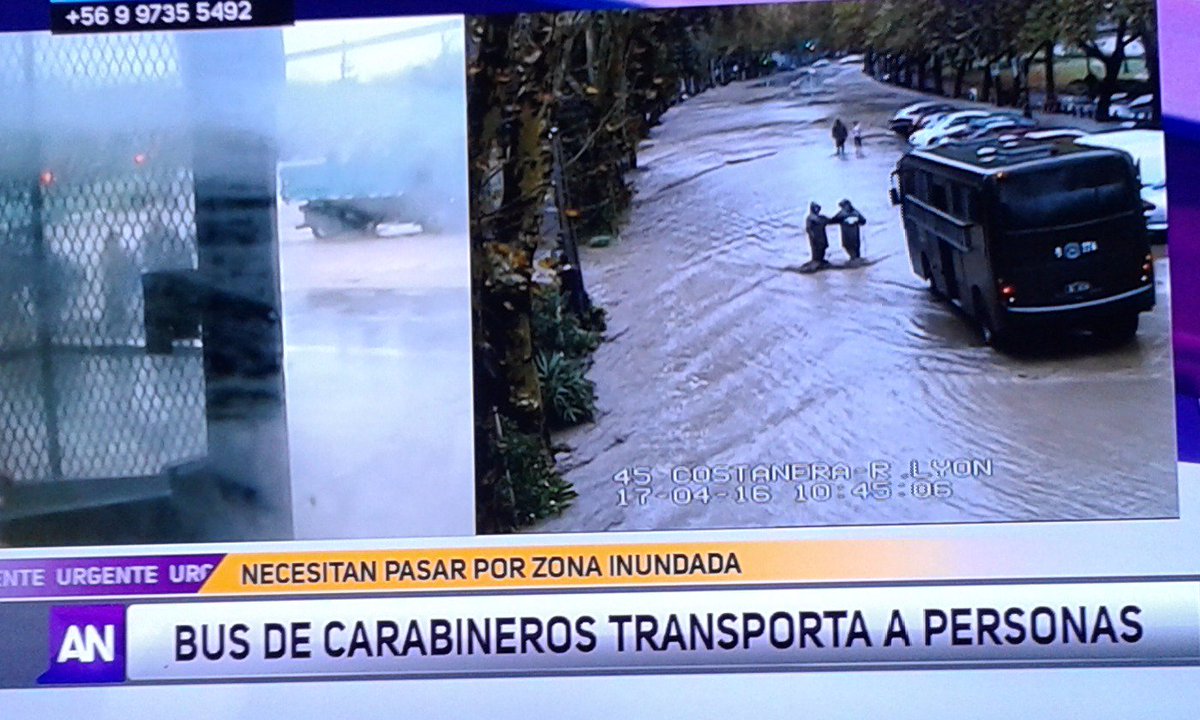 +56 9 9735 5492
45 COSTANERA-R.LYON
17-04-16 10:45:06
ENTE URGENTE URG
NECESITAN PASAR POR ZONA INUNDADA
AN
BUS DE CARABINEROS TRANSPORTA A PERSONAS